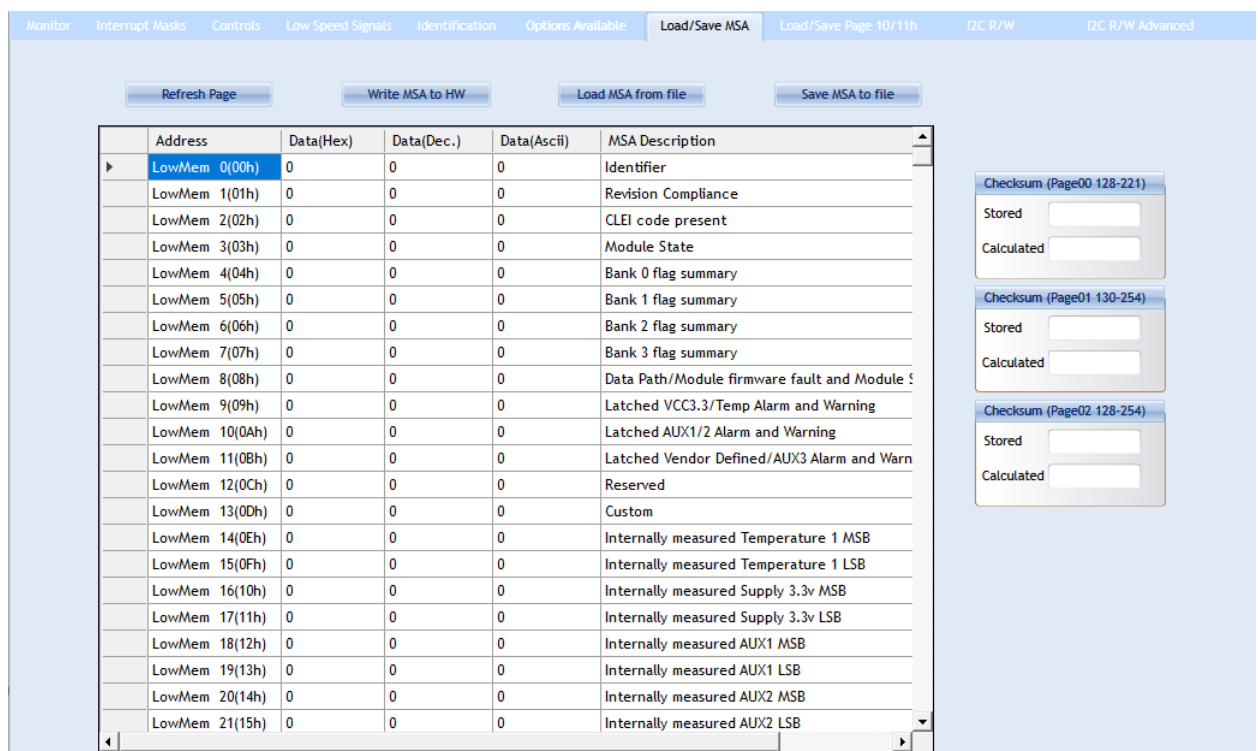 Monitor Interrupt Masks Controls Low Speed Signals Identification Options Available Load/Save MSA Load/Save Page 10/11h I2C R/W I2C R/W Advanced
Refresh Page Write MSA to HW Load MSA from file Save MSA to file
Address Data(Hex) Data(Dec.) Data(Ascii) MSA Description
LowMem 0(00h) 0 0 0 Identifier
LowMem 1(01h) 0 0 0 Revision Compliance
LowMem 2(02h) 0 0 0 CLEI code present
LowMem 3(03h) 0 0 0 Module State
LowMem 4(04h) 0 0 0 Bank 0 flag summary
LowMem 5(05h) 0 0 0 Bank 1 flag summary
LowMem 6(06h) 0 0 0 Bank 2 flag summary
LowMem 7(07h) 0 0 0 Bank 3 flag summary
LowMem 8(08h) 0 0 0 Data Path/Module firmware fault and Module S
LowMem 9(09h) 0 0 0 Latched VCC3.3/Temp Alarm and Warning
LowMem 10(0Ah) 0 0 0 Latched AUX1/2 Alarm and Warning
LowMem 11(0Bh) 0 0 0 Latched Vendor Defined/AUX3 Alarm and Warn
LowMem 12(0Ch) 0 0 0 Reserved
LowMem 13(0Dh) 0 0 0 Custom
LowMem 14(0Eh) 0 0 0 Internally measured Temperature 1 MSB
LowMem 15(0Fh) 0 0 0 Internally measured Temperature 1 LSB
LowMem 16(10h) 0 0 0 Internally measured Supply 3.3v MSB
LowMem 17(11h) 0 0 0 Internally measured Supply 3.3v LSB
LowMem 18(12h) 0 0 0 Internally measured AUX1 MSB
LowMem 19(13h) 0 0 0 Internally measured AUX1 LSB
LowMem 20(14h) 0 0 0 Internally measured AUX2 MSB
LowMem 21(15h) 0 0 0 Internally measured AUX2 LSB
Checksum (Page00 128-221)
Stored
Calculated
Checksum (Page01 130-254)
Stored
Calculated
Checksum (Page02 128-254)
Stored
Calculated